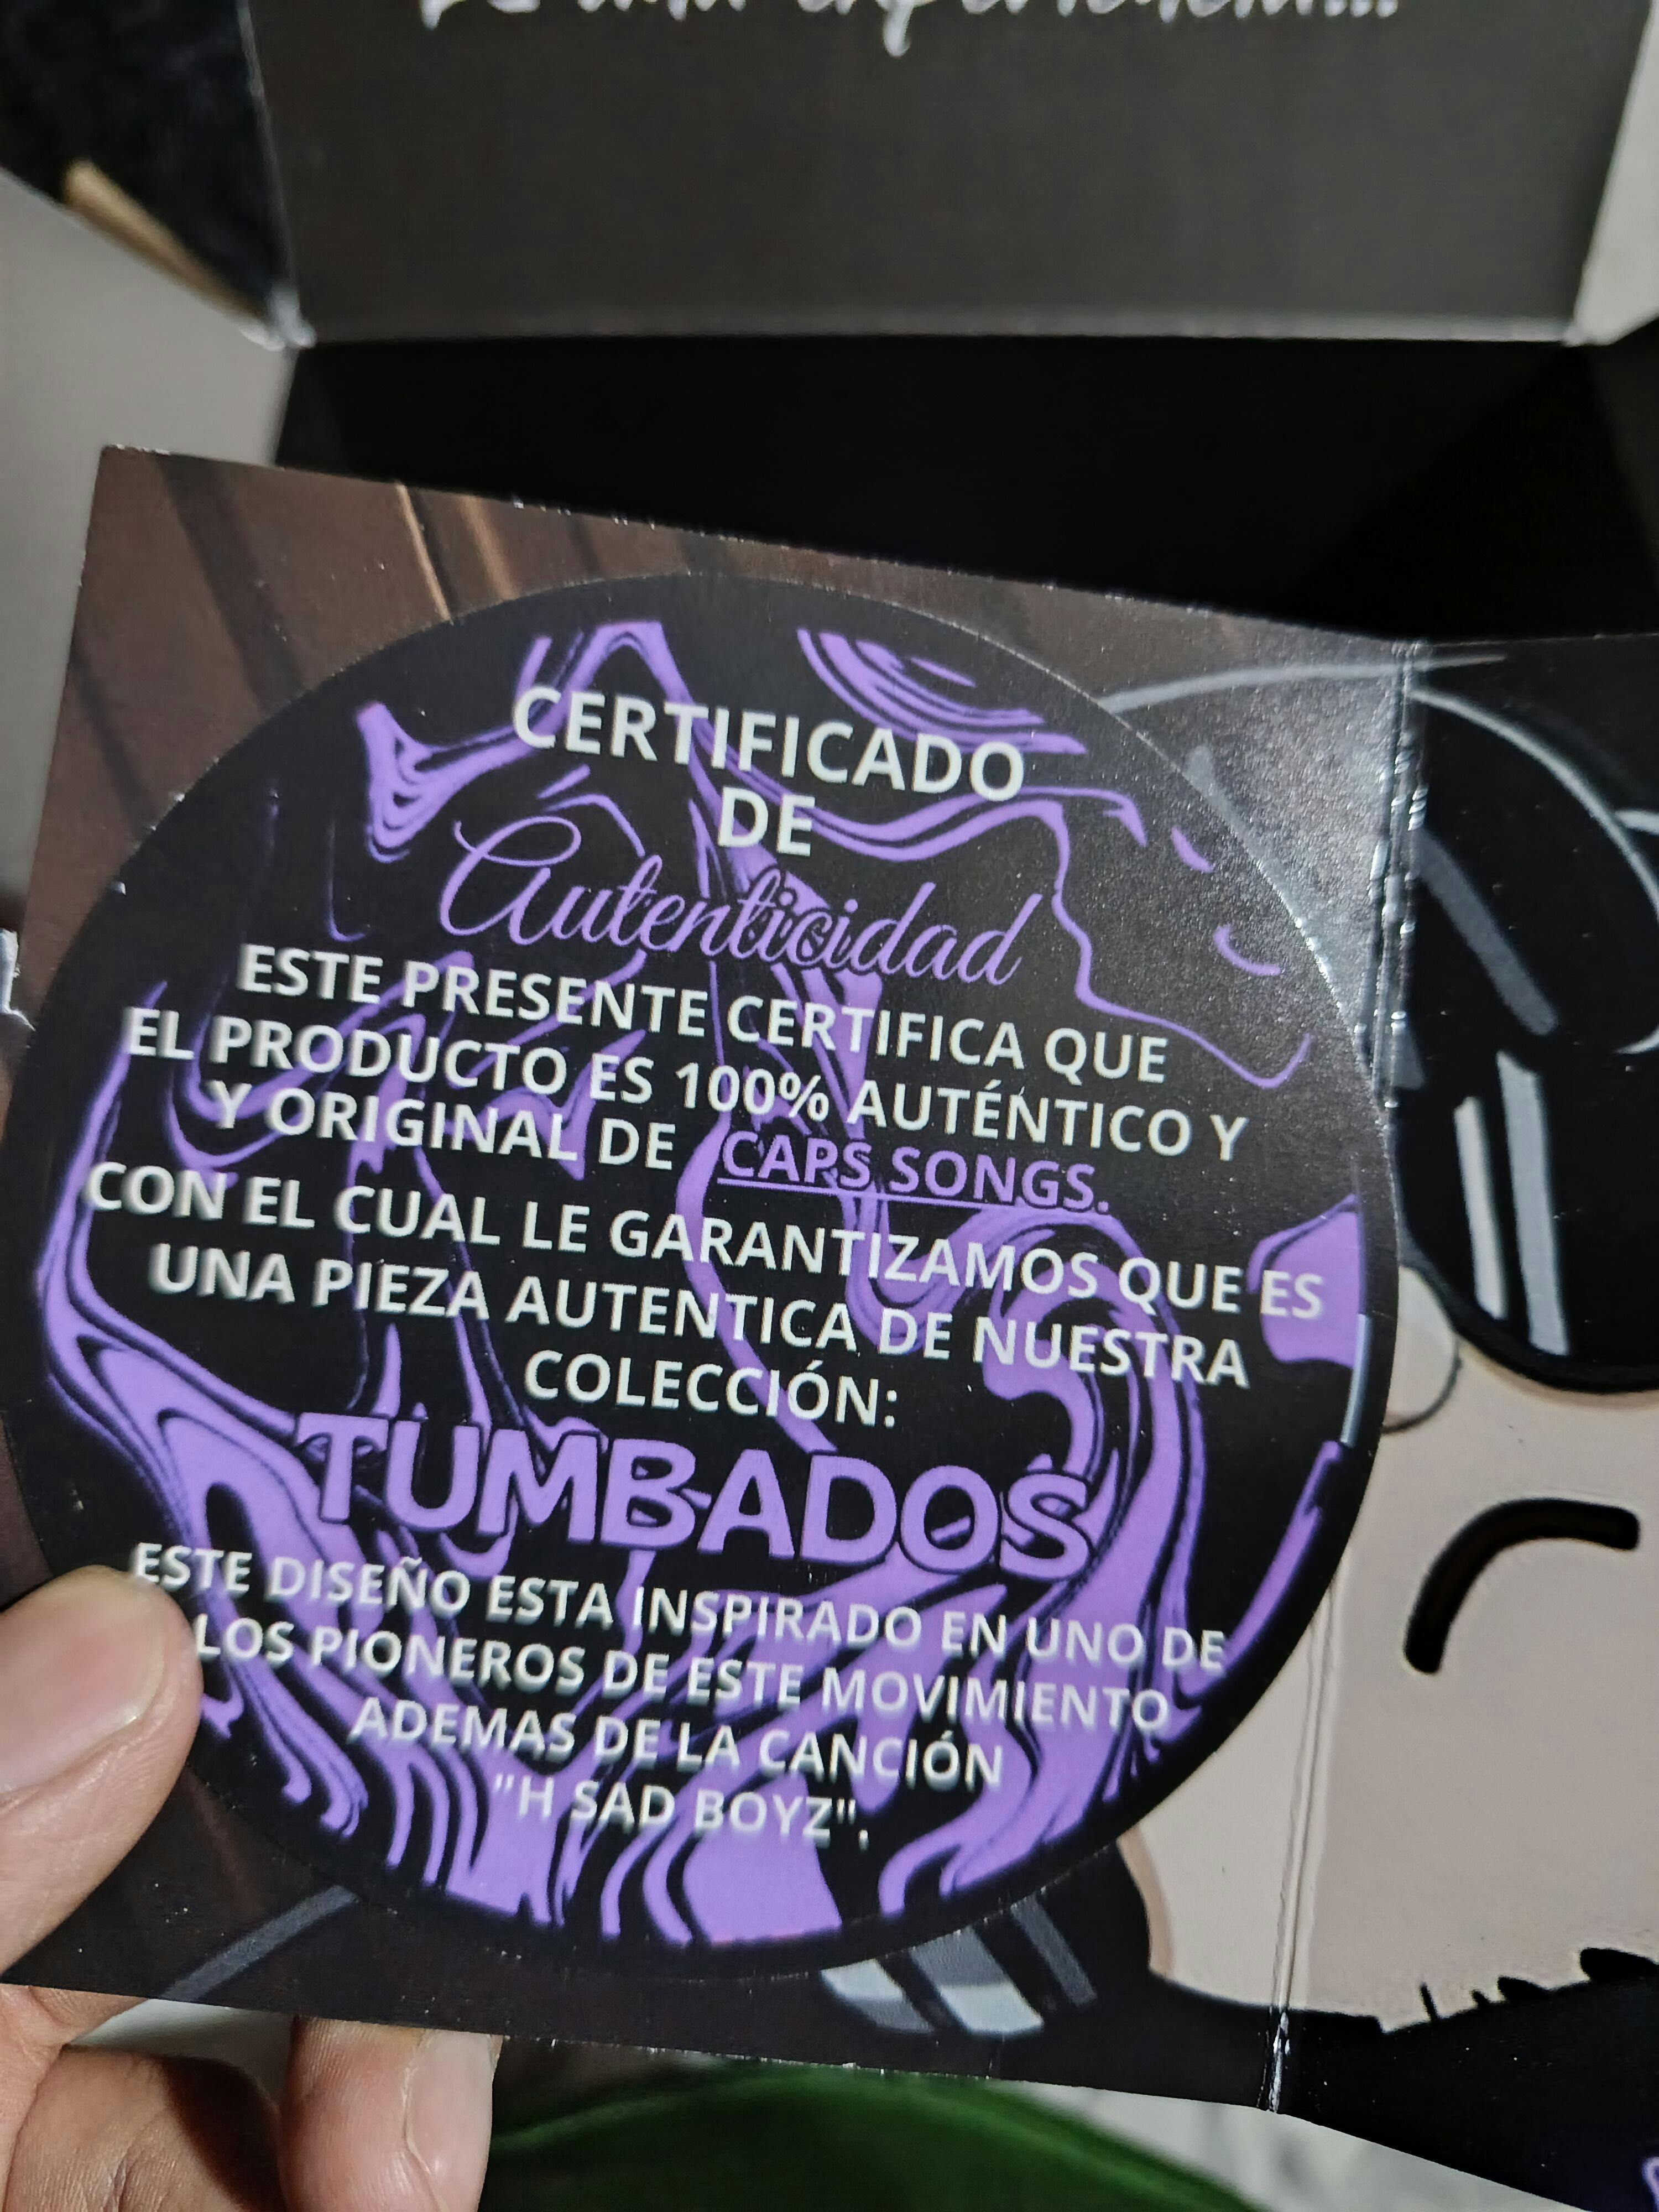 CERTIFICADO
DE
Autenticidad
ESTE PRESENTE CERTIFICA QUE
EL PRODUCTO ES 100% AUTÉNTICO Y
Y ORIGINAL DE CAPS SONGS.
CON EL CUAL LE GARANTIZAMOS QUE ES
UNA PIEZA AUTENTICA DE NUESTRA
COLECCIÓN:
TUMBADOS
ESTE DISEÑO ESTA INSPIRADO EN UNO DE
LOS PIONEROS DE ESTE MOVIMIENTO
ADEMAS DE LA CANCIÓN
"H SAD BOYZ".